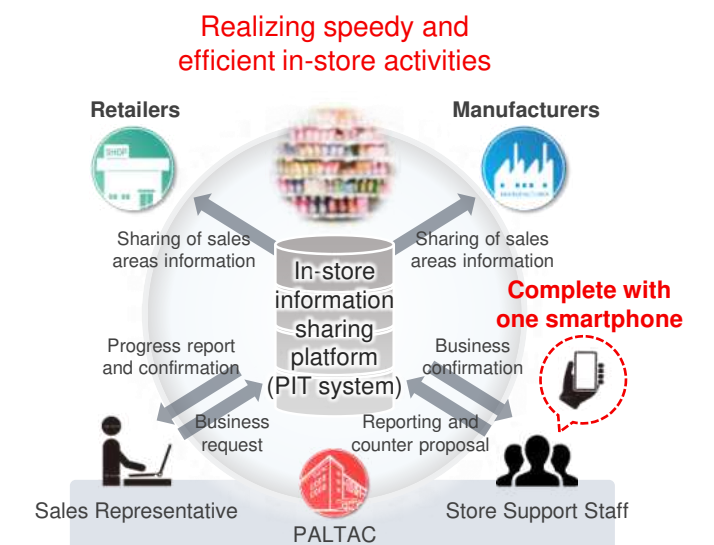 Realizing speedy and
efficient in-store activities
Retailers
Manufacturers
SHOP
Sharing of sales
areas information
Sharing of sales
areas information
In-store
information
sharing
platform
(PIT system)
Complete with
one smartphone
Progress report
and confirmation
Business
confirmation
Business
request
Reporting and
counter proposal
Sales Representative
PALTAC
Store Support Staff